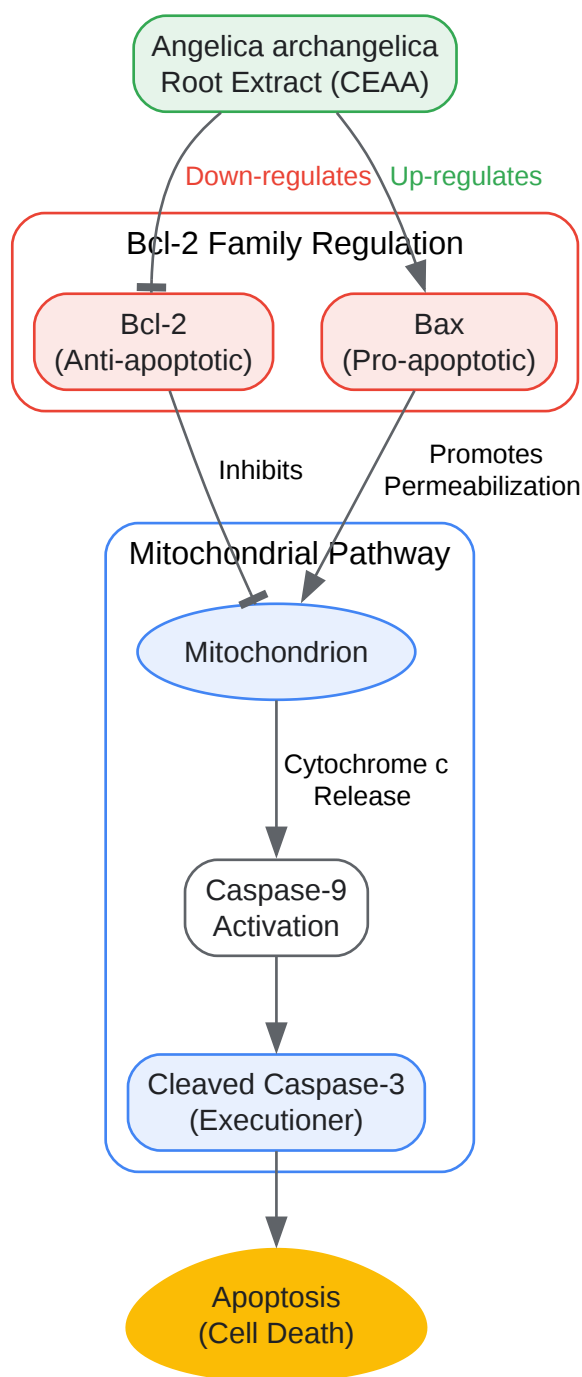 Angelica archangelica
Root Extract (CEAA)
Down-regulates
Up-regulates
Bcl-2 Family Regulation
Bcl-2
(Anti-apoptotic)
Bax
(Pro-apoptotic)
Inhibits
Promotes
Permeabilization
Mitochondrial Pathway
Mitochondrion
Cytochrome c
Release
Caspase-9
Activation
Cleaved Caspase-3
(Executioner)
Apoptosis
(Cell Death)